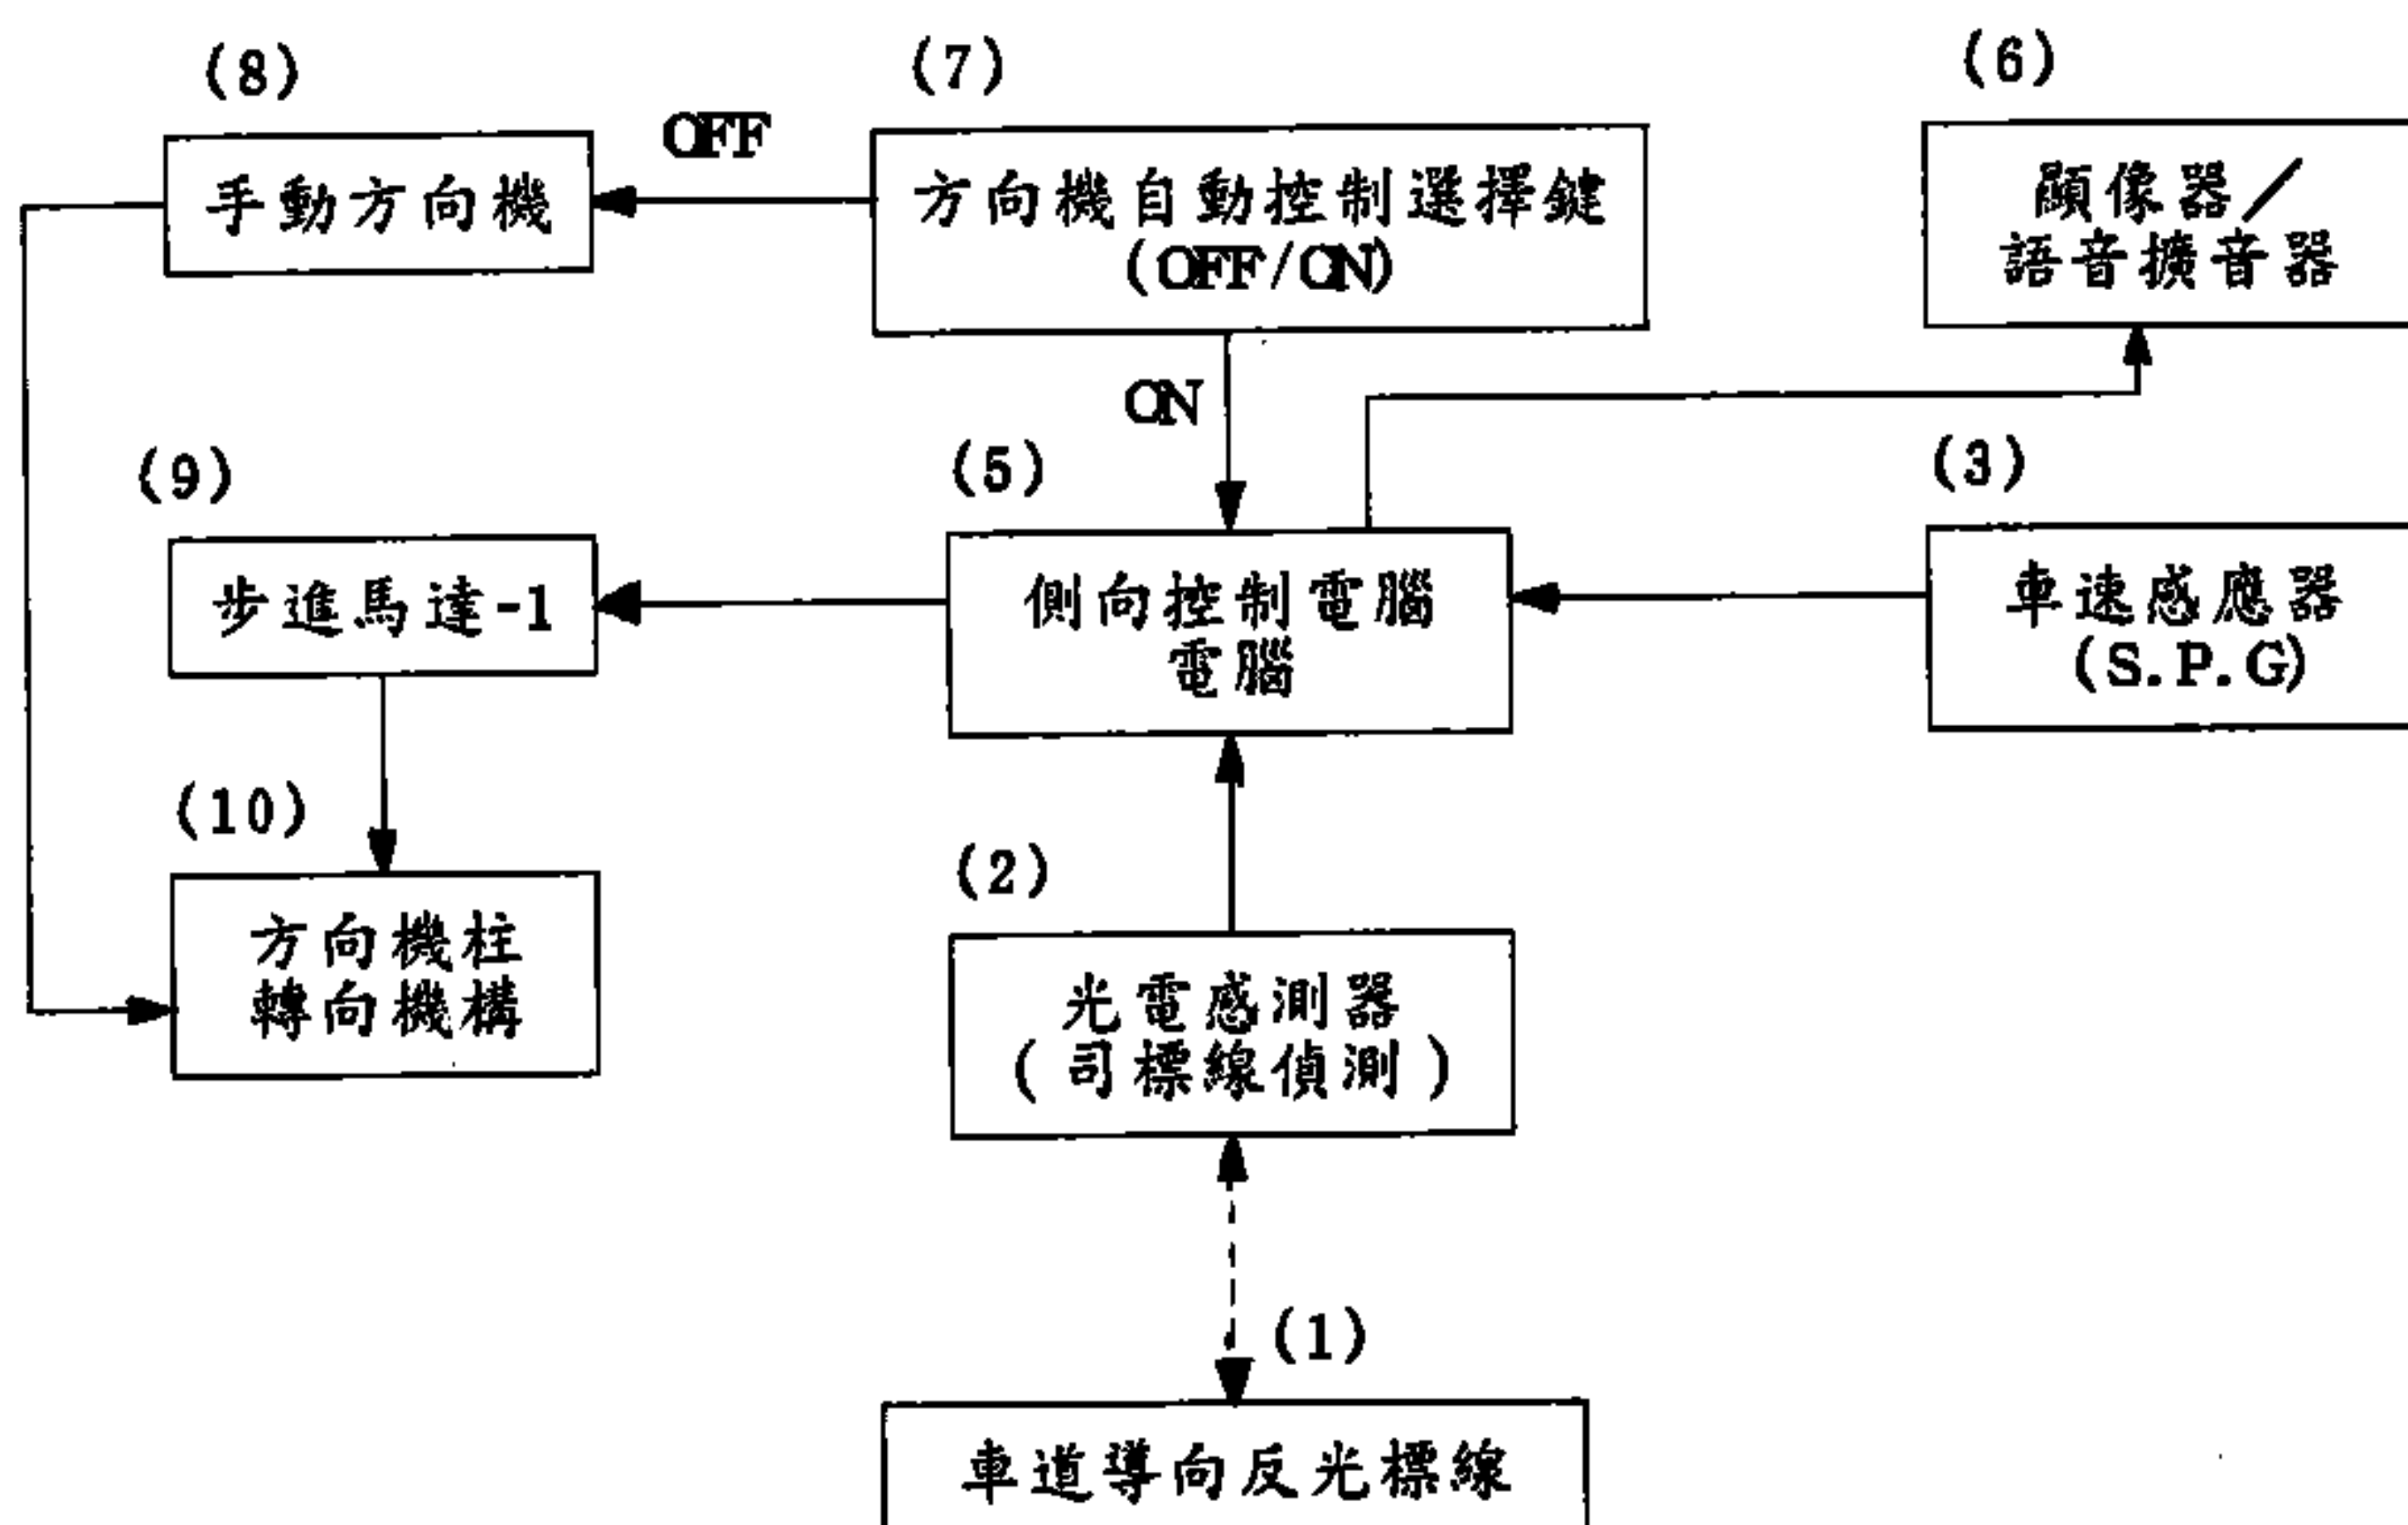 (8)
(7)
(6)
OFF
手動方向機
方向機自動控制選擇鍵
(OFF/ON)
顯像器／
語音擴音器
ON
(9)
(5)
(3)
步進馬達-1
側向控制電腦
電腦
車速感應器
(S.P.G)
(10)
(2)
方向機柱
轉向機構
光電感測器
(司標線偵測)
(1)
車道導向反光標線